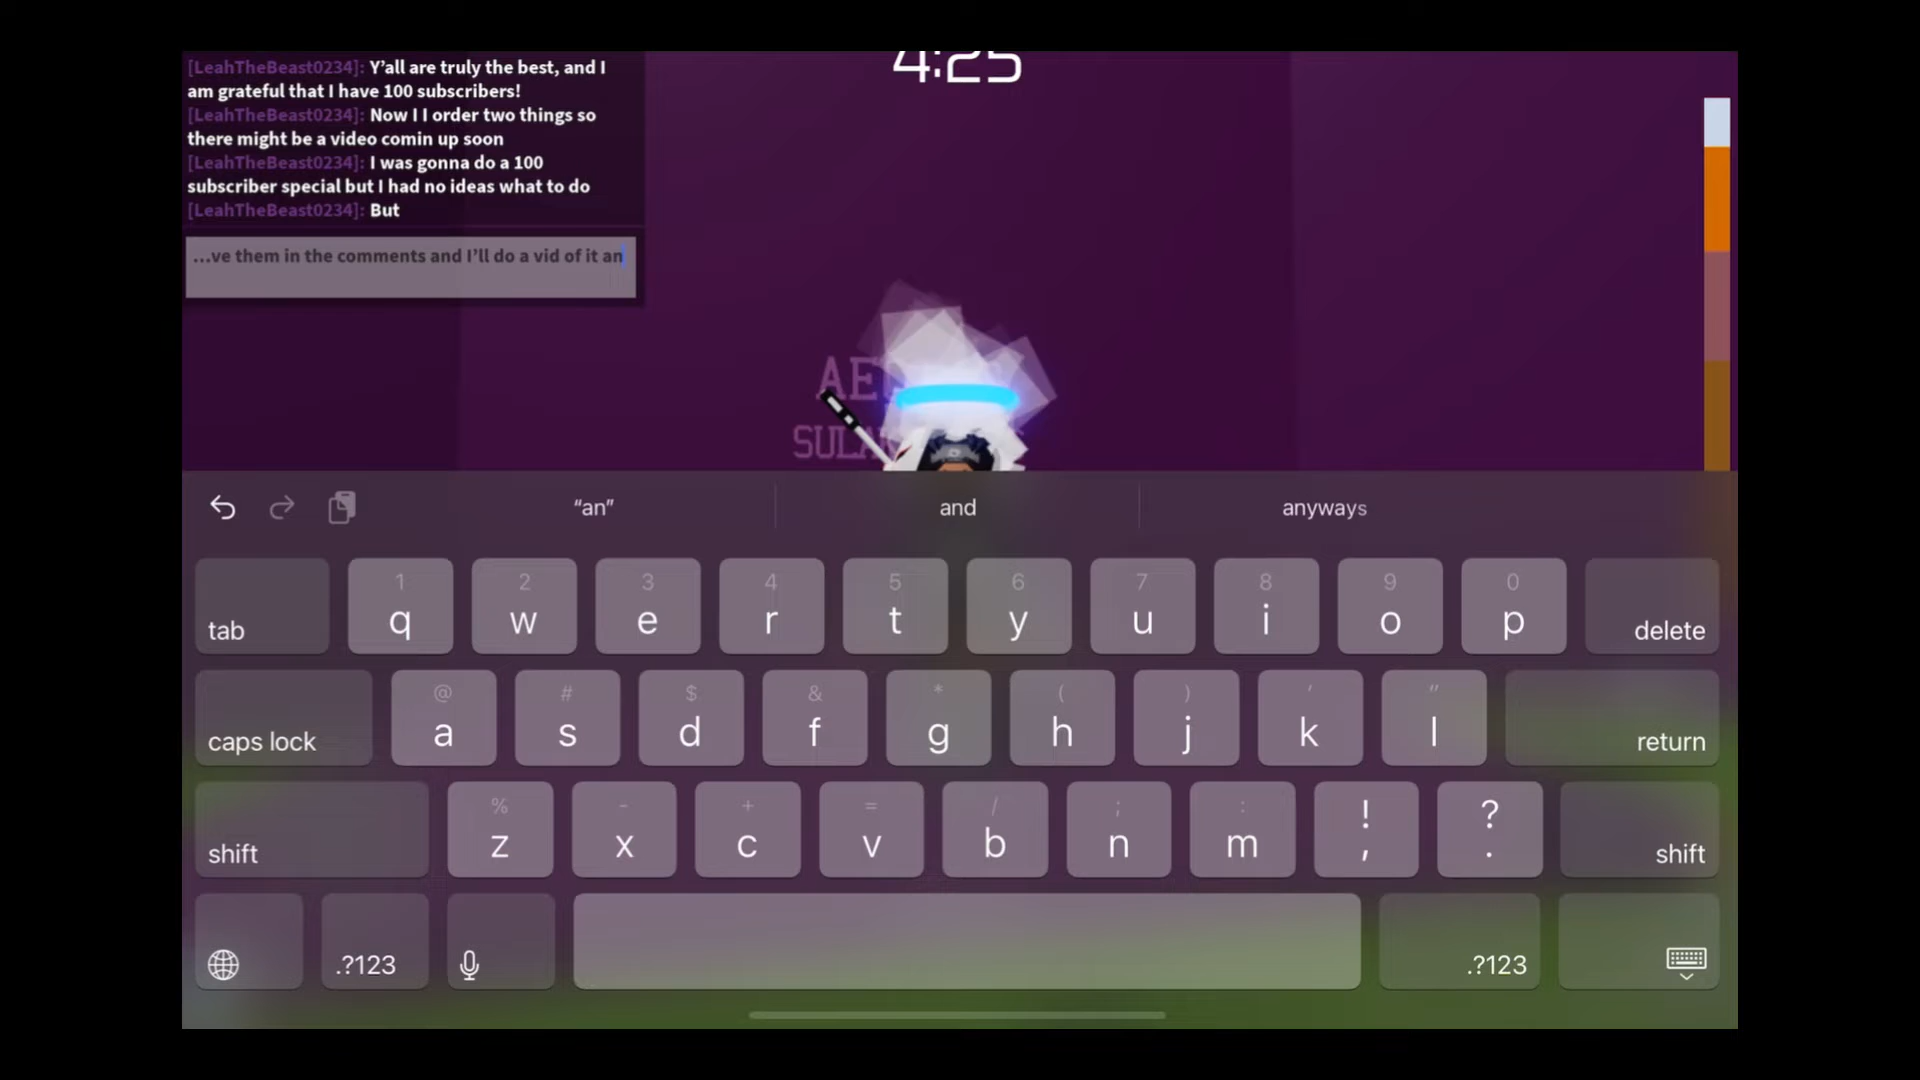 4:25
[LeahTheBeast0234]: Y’all are truly the best, and I
am grateful that I have 100 subscribers!
[LeahTheBeast0234]: Now I I order two things so
there might be a video comin up soon
[LeahTheBeast0234]: I was gonna do a 100
subscriber special but I had no ideas what to do
[LeahTheBeast0234]: But
...ve them in the comments and I’ll do a vid of it an
“an” and anyways
1 2 3 4 5 6 7 8 9 0
tab q w e r t y u i o p delete
@ # $ & * ( ) ' "
caps lock a s d f g h j k l return
% - + = / ; : ! ?
shift z x c v b n m , . shift
.?123 .?123